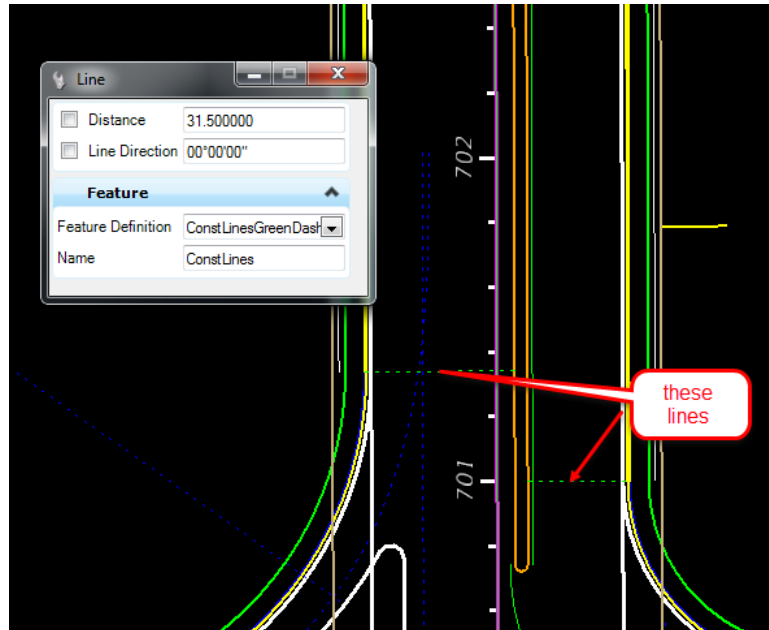 Line
Distance 31.500000
Line Direction 00°00'00"
Feature
Feature Definition ConstLinesGreenDash
Name ConstLines
702
these
lines
701